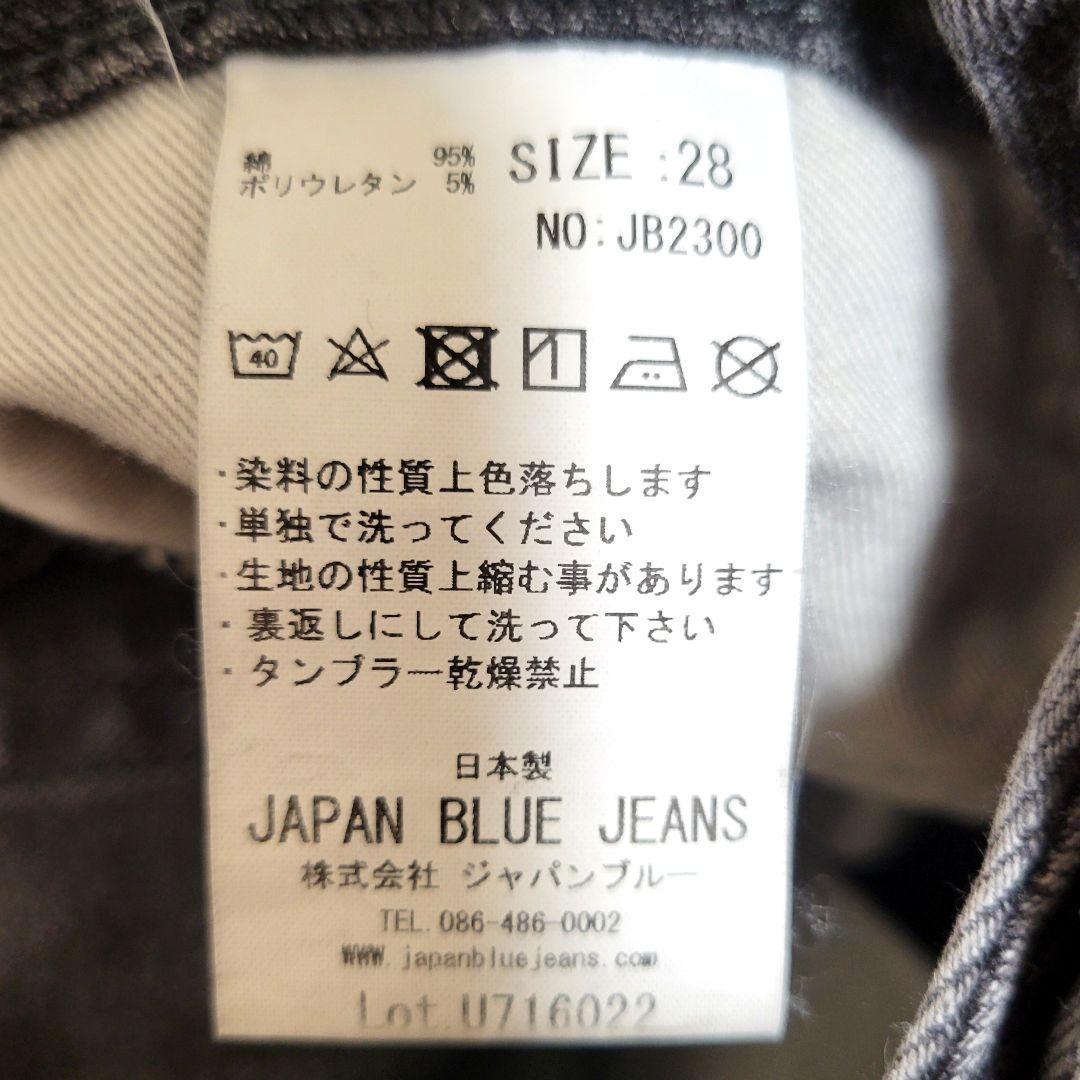 綿 95%
ポリウレタン 5%
SIZE :28
NO:JB2300
40
・染料の性質上色落ちします
・単独で洗ってください
・生地の性質上縮む事があります
・裏返しにして洗って下さい
・タンブラー乾燥禁止
日本製
JAPAN BLUE JEANS
株式会社 ジャパンブルー
TEL.086-486-0002
WWW.japanbluejeans.com
Lot.U716022